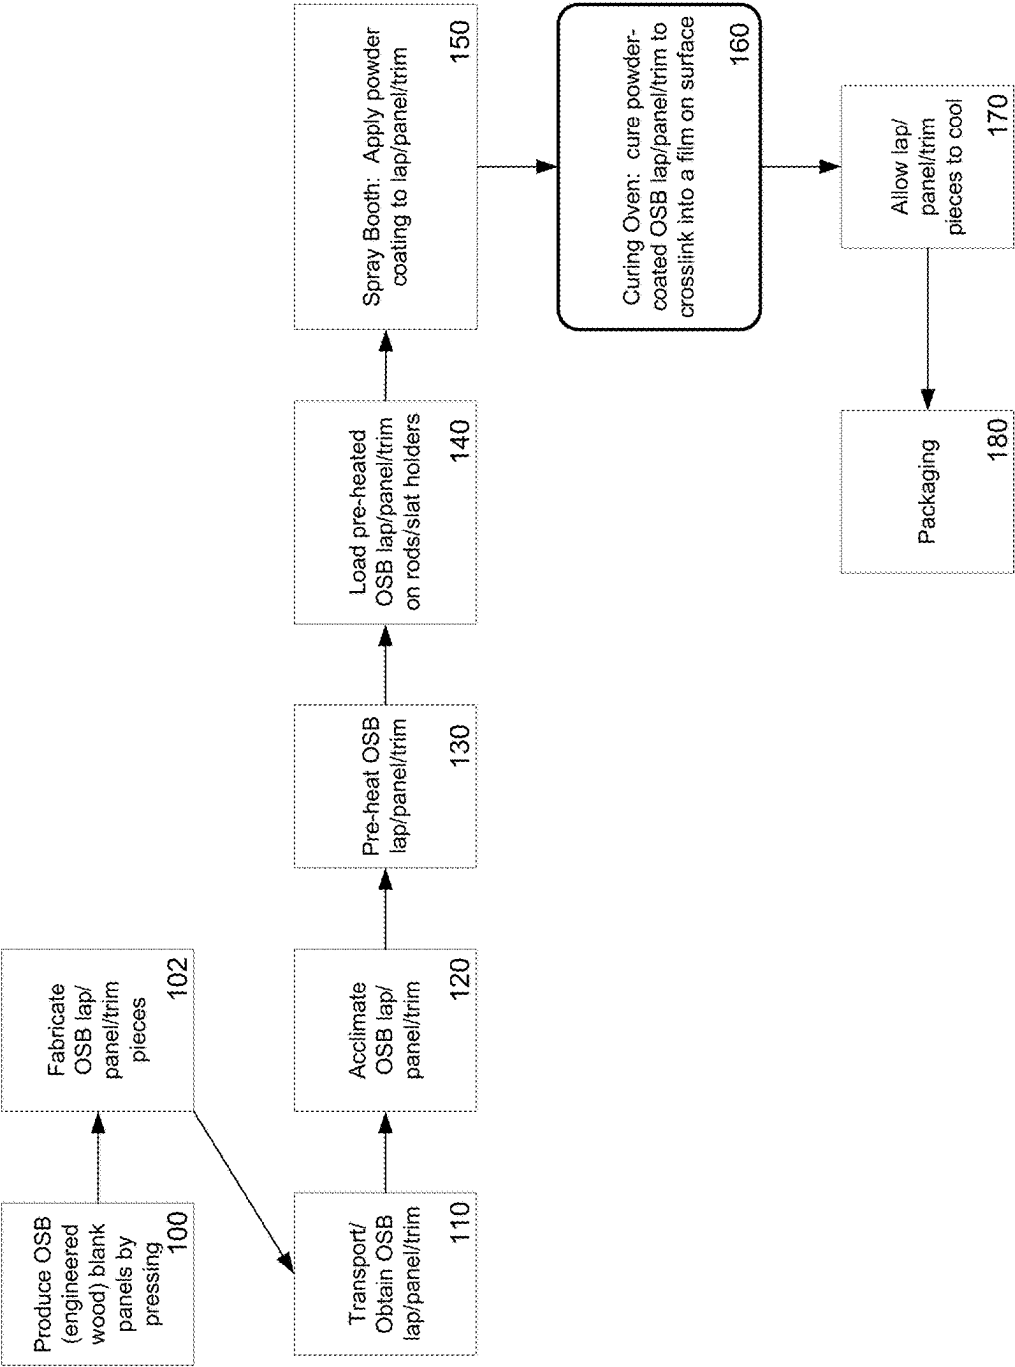 Produce OSB
(engineered
wood) blank
panels by
pressing
100
Fabricate
OSB lap/
panel/trim
pieces
102
Transport/
Obtain OSB
lap/panel/trim
110
Acclimate
OSB lap/
panel/trim
120
Pre-heat OSB
lap/panel/trim
130
Load pre-heated
OSB lap/panel/trim
on rods/slat holders
140
Spray Booth: Apply powder
coating to lap/panel/trim
150
Curing Oven: cure powder-
coated OSB lap/panel/trim to
crosslink into a film on surface
160
Allow lap/
panel/trim
pieces to cool
170
Packaging
180